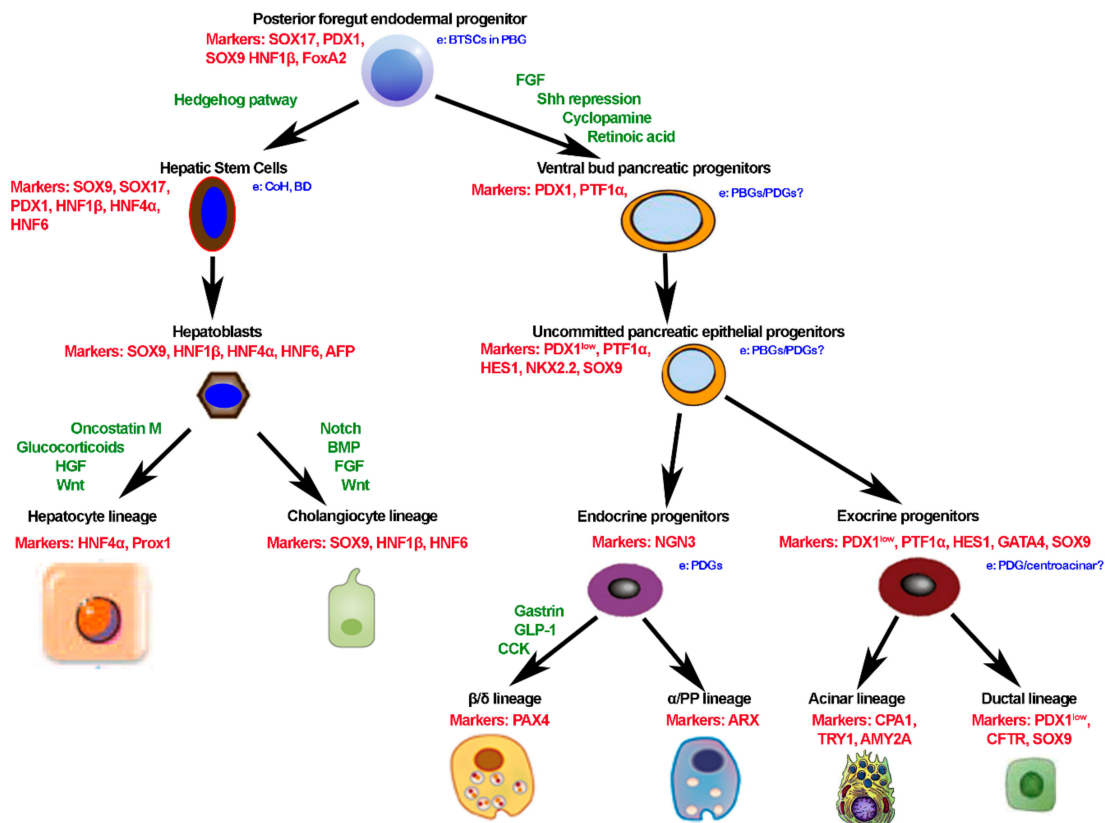 Posterior foregut endodermal progenitor
Markers: SOX17, PDX1,
SOX9 HNF1β, FoxA2
e: BTSCs in PBG
Hedgehog patway
FGF
Shh repression
Cyclopamine
Retinoic acid
Hepatic Stem Cells
Markers: SOX9, SOX17,
PDX1, HNF1β, HNF4α,
HNF6
e: CoH, BD
Ventral bud pancreatic progenitors
Markers: PDX1, PTF1α,
e: PBGs/PDGs?
Hepatoblasts
Markers: SOX9, HNF1β, HNF4α, HNF6, AFP
Uncommitted pancreatic epithelial progenitors
Markers: PDX1low, PTF1α,
HES1, NKX2.2, SOX9
e: PBGs/PDGs?
Oncostatin M
Glucocorticoids
HGF
Wnt
Notch
BMP
FGF
Wnt
Hepatocyte lineage
Markers: HNF4α, Prox1
Cholangiocyte lineage
Markers: SOX9, HNF1β, HNF6
Endocrine progenitors
Markers: NGN3
e: PDGs
Exocrine progenitors
Markers: PDX1low, PTF1α, HES1, GATA4, SOX9
e: PDG/centroacinar?
Gastrin
GLP-1
CCK
β/δ lineage
Markers: PAX4
α/PP lineage
Markers: ARX
Acinar lineage
Markers: CPA1,
TRY1, AMY2A
Ductal lineage
Markers: PDX1low,
CFTR, SOX9